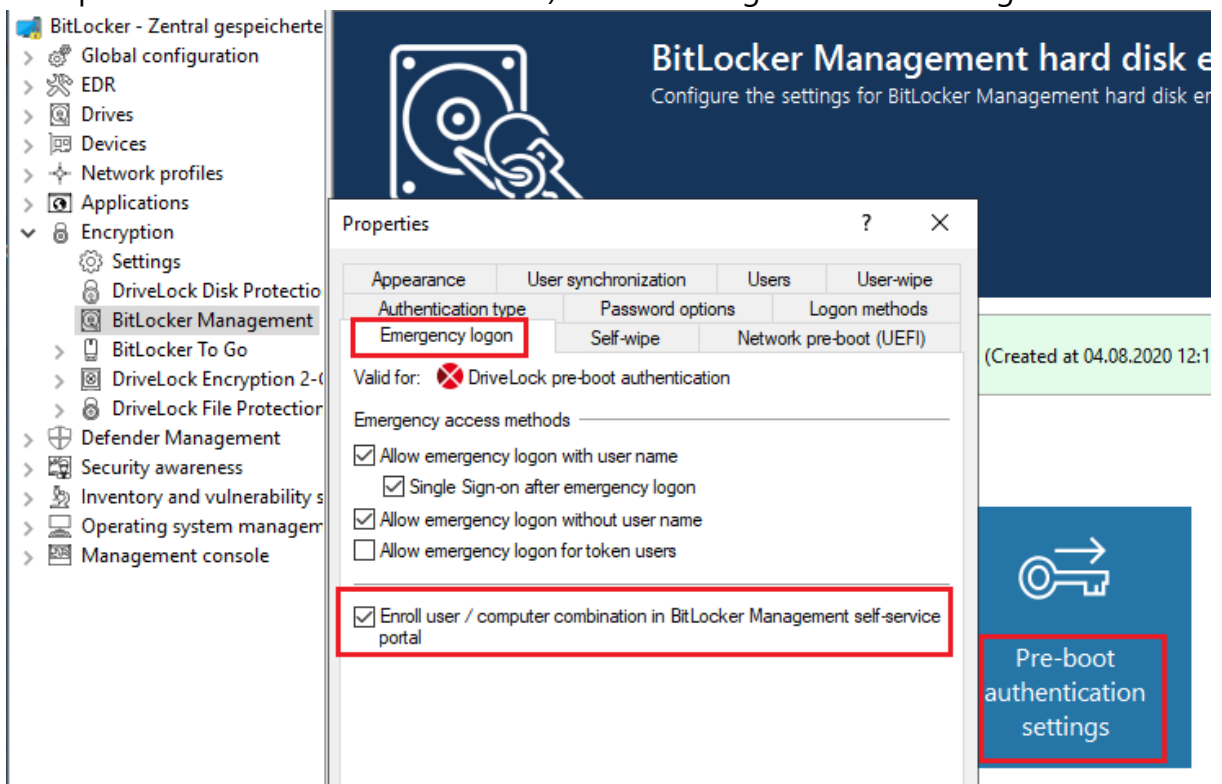 BitLocker - Zentral gespeicherte
Global configuration
EDR
Drives
Devices
Network profiles
Applications
Encryption
Settings
DriveLock Disk Protectio
BitLocker Management
BitLocker To Go
DriveLock Encryption 2-
DriveLock File Protection
Defender Management
Security awareness
Inventory and vulnerability s
Operating system managem
Management console
BitLocker Management hard disk e
Configure the settings for BitLocker Management hard disk en
Properties
?
Appearance User synchronization Users User-wipe
Authentication type Password options Logon methods
Emergency logon Self-wipe Network pre-boot (UEFI)
Valid for: DriveLock pre-boot authentication
Emergency access methods
Allow emergency logon with user name
Single Sign-on after emergency logon
Allow emergency logon without user name
Allow emergency logon for token users
Enroll user / computer combination in BitLocker Management self-service
portal
(Created at 04.08.2020 12:1
Pre-boot
authentication
settings